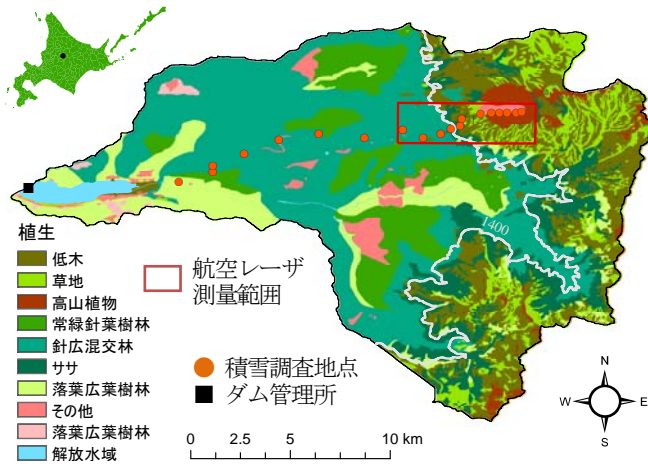 1400
植生
低木
草地
高山植物
常緑針葉樹林
針広混交林
ササ
落葉広葉樹林
その他
落葉広葉樹林
解放水域
航空レーザ
測量範囲
積雪調査地点
ダム管理所
0 2.5 5 10 km
N
W E
S